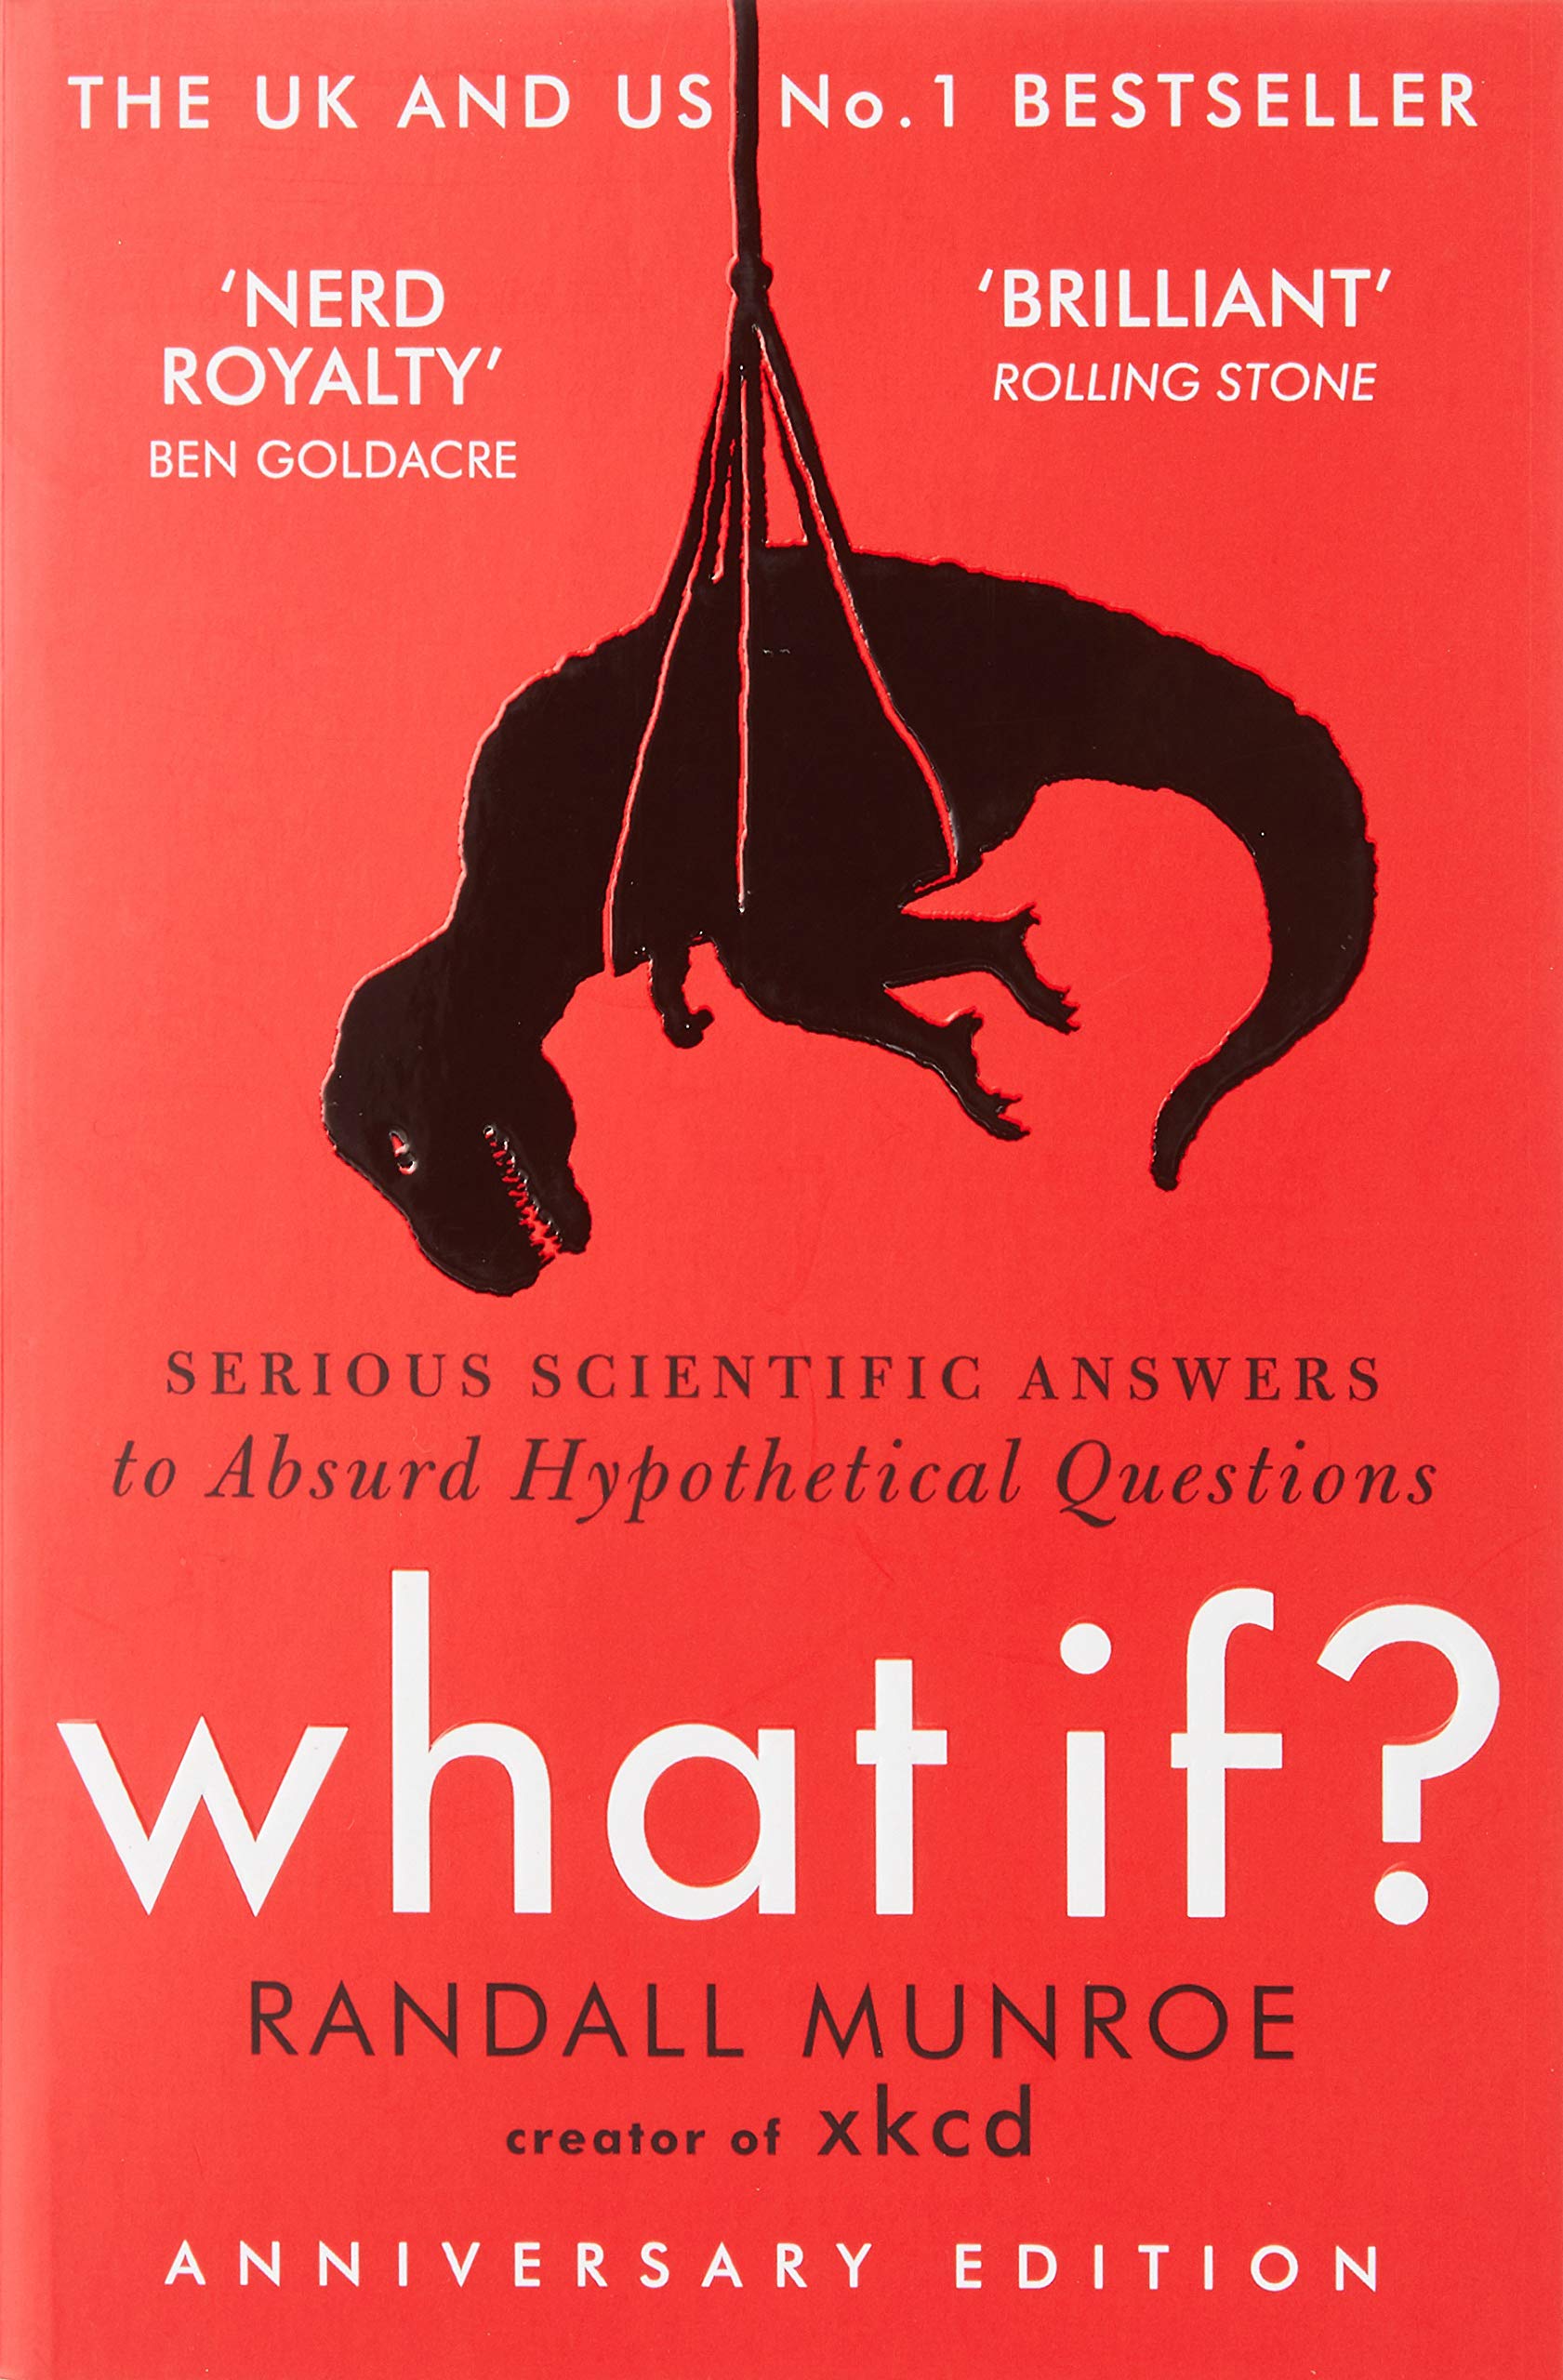 THE UK AND US No.1 BESTSELLER
‘NERD
ROYALTY’
BEN GOLDACRE
‘BRILLIANT’
ROLLING STONE
SERIOUS SCIENTIFIC ANSWERS
to Absurd Hypothetical Questions
what if?
RANDALL MUNROE
creator of xkcd
ANNIVERSARY EDITION